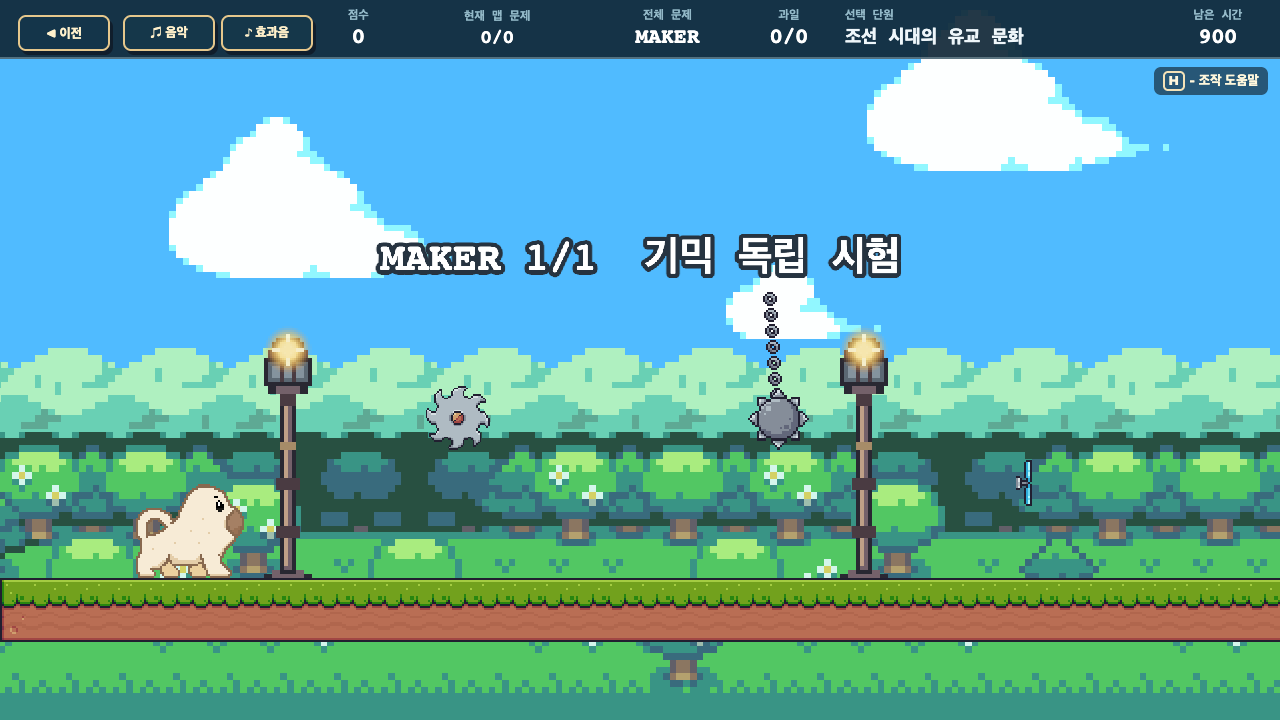 ◀ 이전
♫ 음악
♪ 효과음
점수
0
현재 맵 문제
0/0
전체 문제
MAKER
과일
0/0
선택 단원
조선 시대의 유교 문화
남은 시간
900
H - 조작 도움말
MAKER 1/1 기믹 독립 시험